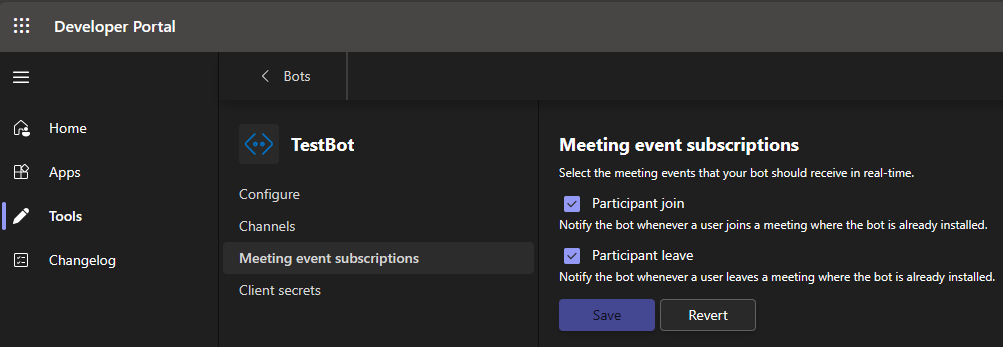 Developer Portal
Home
Apps
Tools
Changelog
Bots
TestBot
Configure
Channels
Meeting event subscriptions
Client secrets
Meeting event subscriptions
Select the meeting events that your bot should receive in real-time.
Participant join
Notify the bot whenever a user joins a meeting where the bot is already installed.
Participant leave
Notify the bot whenever a user leaves a meeting where the bot is already installed.
Save
Revert